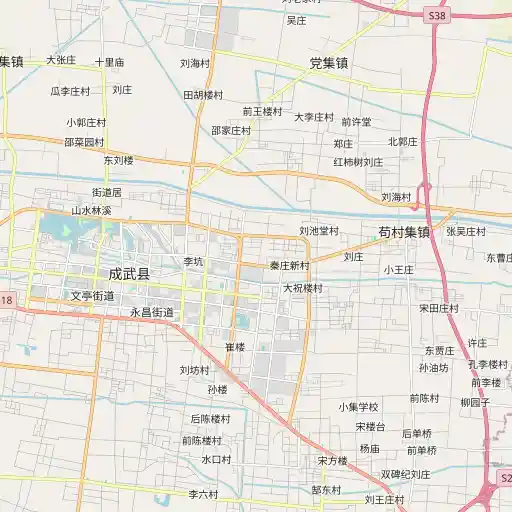 刘老家村
吴庄
S38
集镇
大张庄
十里庙
刘海村
党集镇
瓜李庄村
刘庄
田胡楼村
前王楼村
大李庄村
前许堂
小郭庄村
邵家庄村
邵菜园村
郑庄
北郭庄
东刘楼
红柿树刘庄
街道居
刘海村
山水林溪
刘池堂村
苟村集镇
张吴庄村
李坑
秦庄新村
刘庄
东曹庄
成武县
小王庄
文亭街道
大祝楼村
18
永昌街道
宋田庄村
崔楼
许庄
东贾庄
刘坊村
孙油坊
孔李楼村
孙楼
前李楼
前陈村
柳园子
小集学校
后陈楼村
宋楼台
后单桥
前陈楼村
杨庙
前单桥
水口村
宋方楼
双碑纪刘庄
S2
李六村
郜东村
刘王庄村